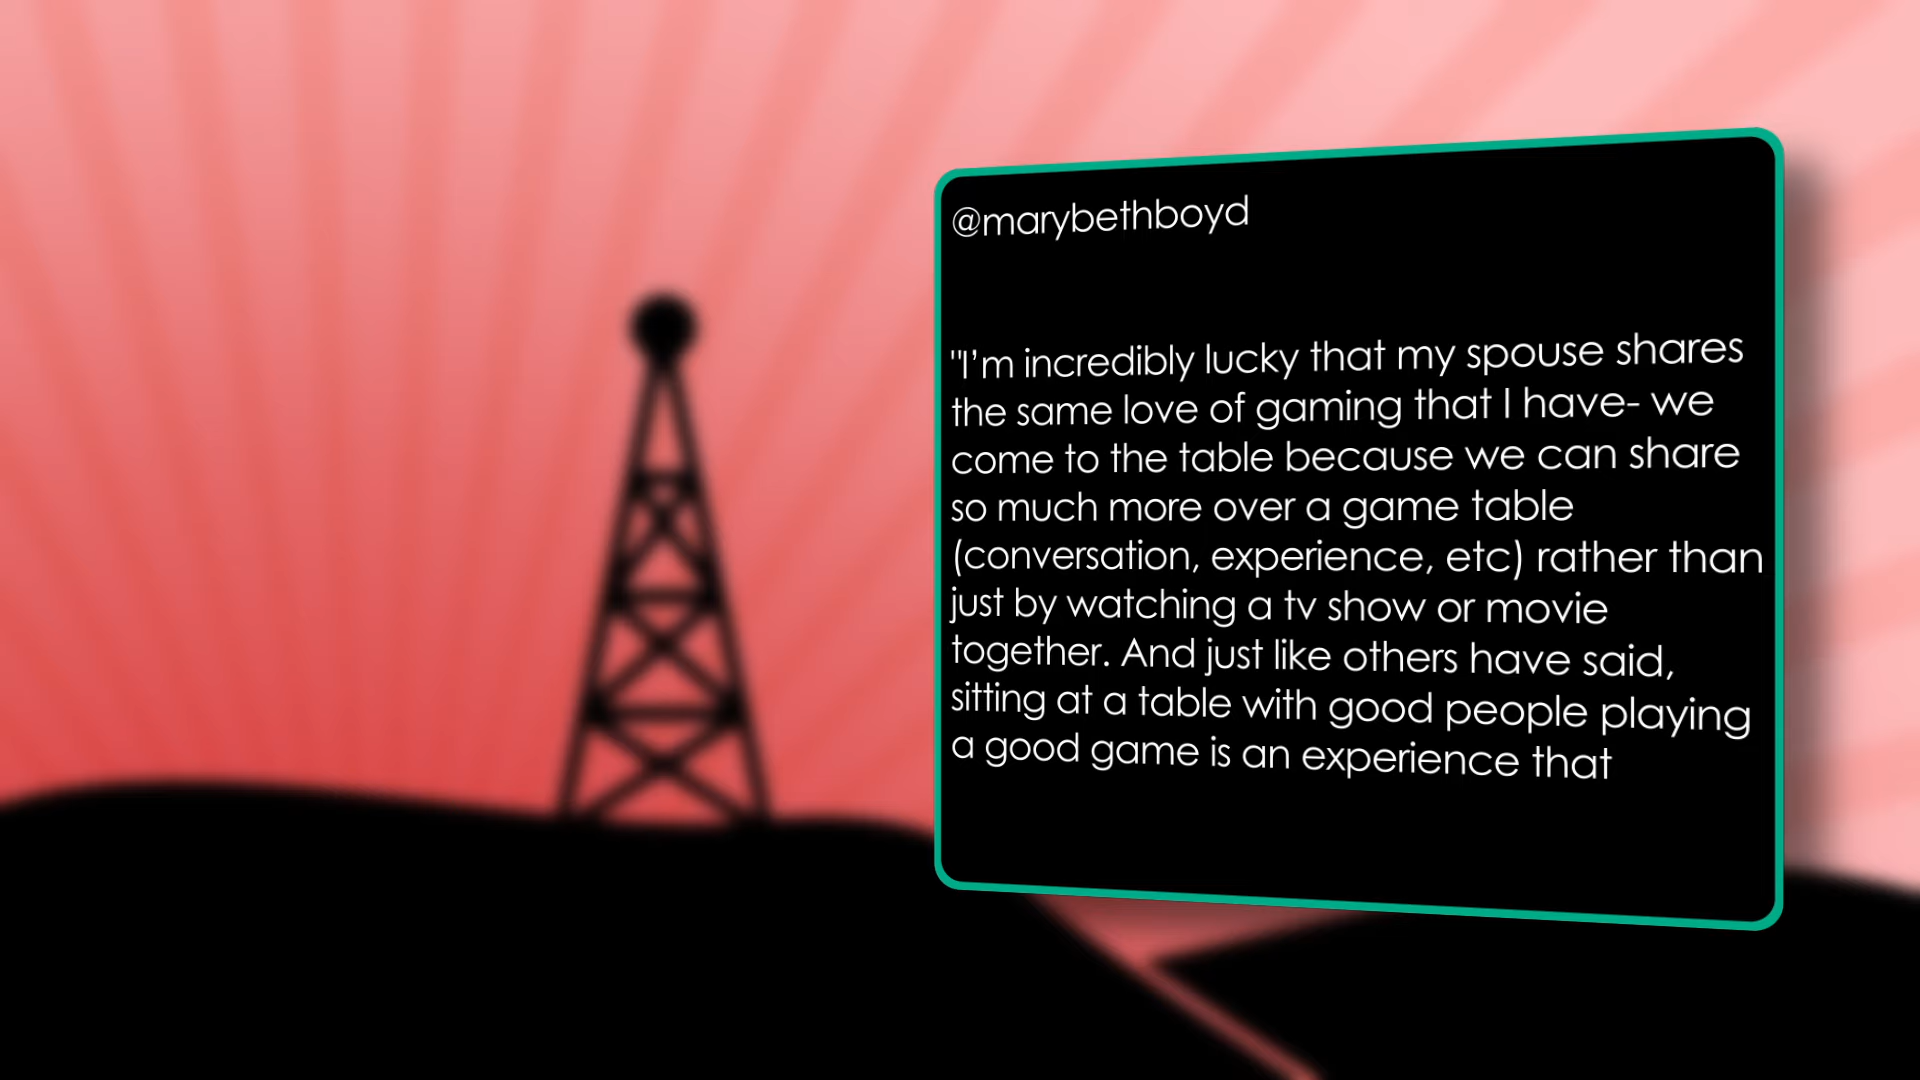 @marybethboyd
"I’m incredibly lucky that my spouse shares
the same love of gaming that I have- we
come to the table because we can share
so much more over a game table
(conversation, experience, etc) rather than
just by watching a tv show or movie
together. And just like others have said,
sitting at a table with good people playing
a good game is an experience that